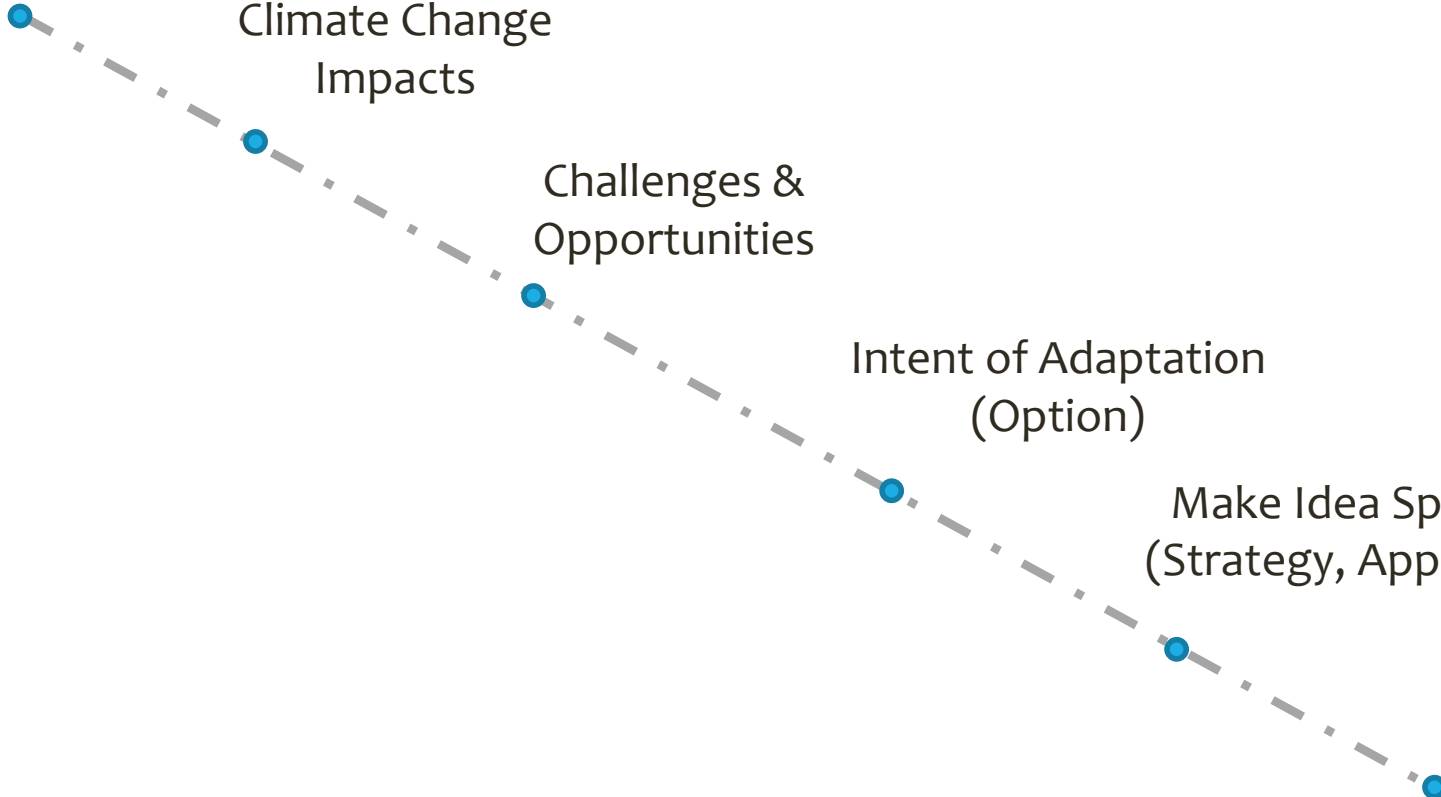 Climate Change
Impacts
Challenges &
Opportunities
Intent of Adaptation
(Option)
Make Idea Sp
(Strategy, App